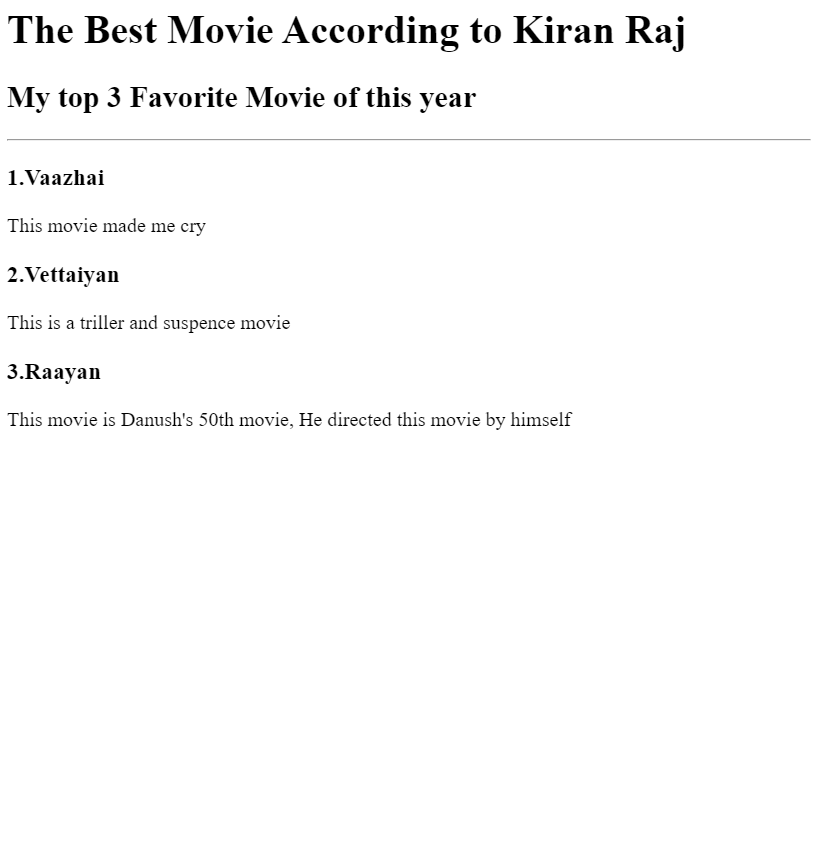 The Best Movie According to Kiran Raj
My top 3 Favorite Movie of this year
1.Vaazhai
This movie made me cry
2.Vettaiyan
This is a triller and suspence movie
3.Raayan
This movie is Danush's 50th movie, He directed this movie by himself